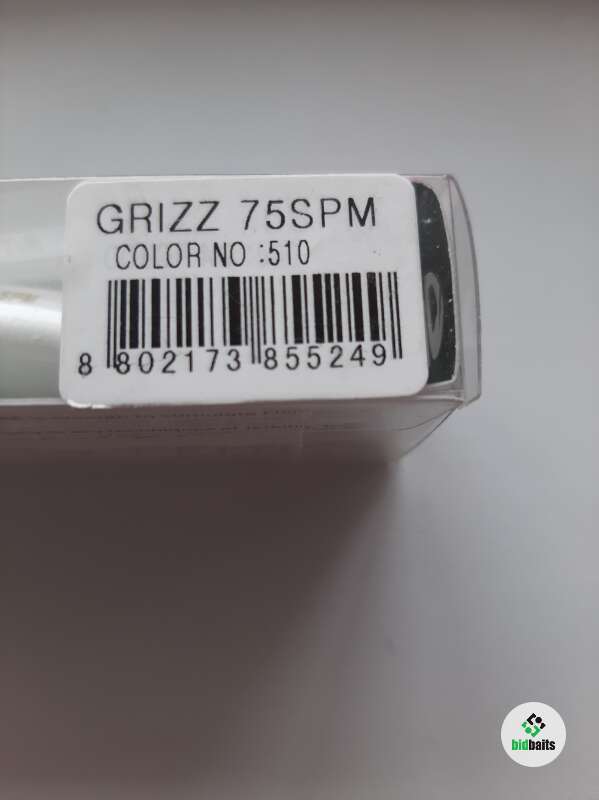 GRIZZ 75SPM
COLOR NO :510
8 802173 855249
bidbaits